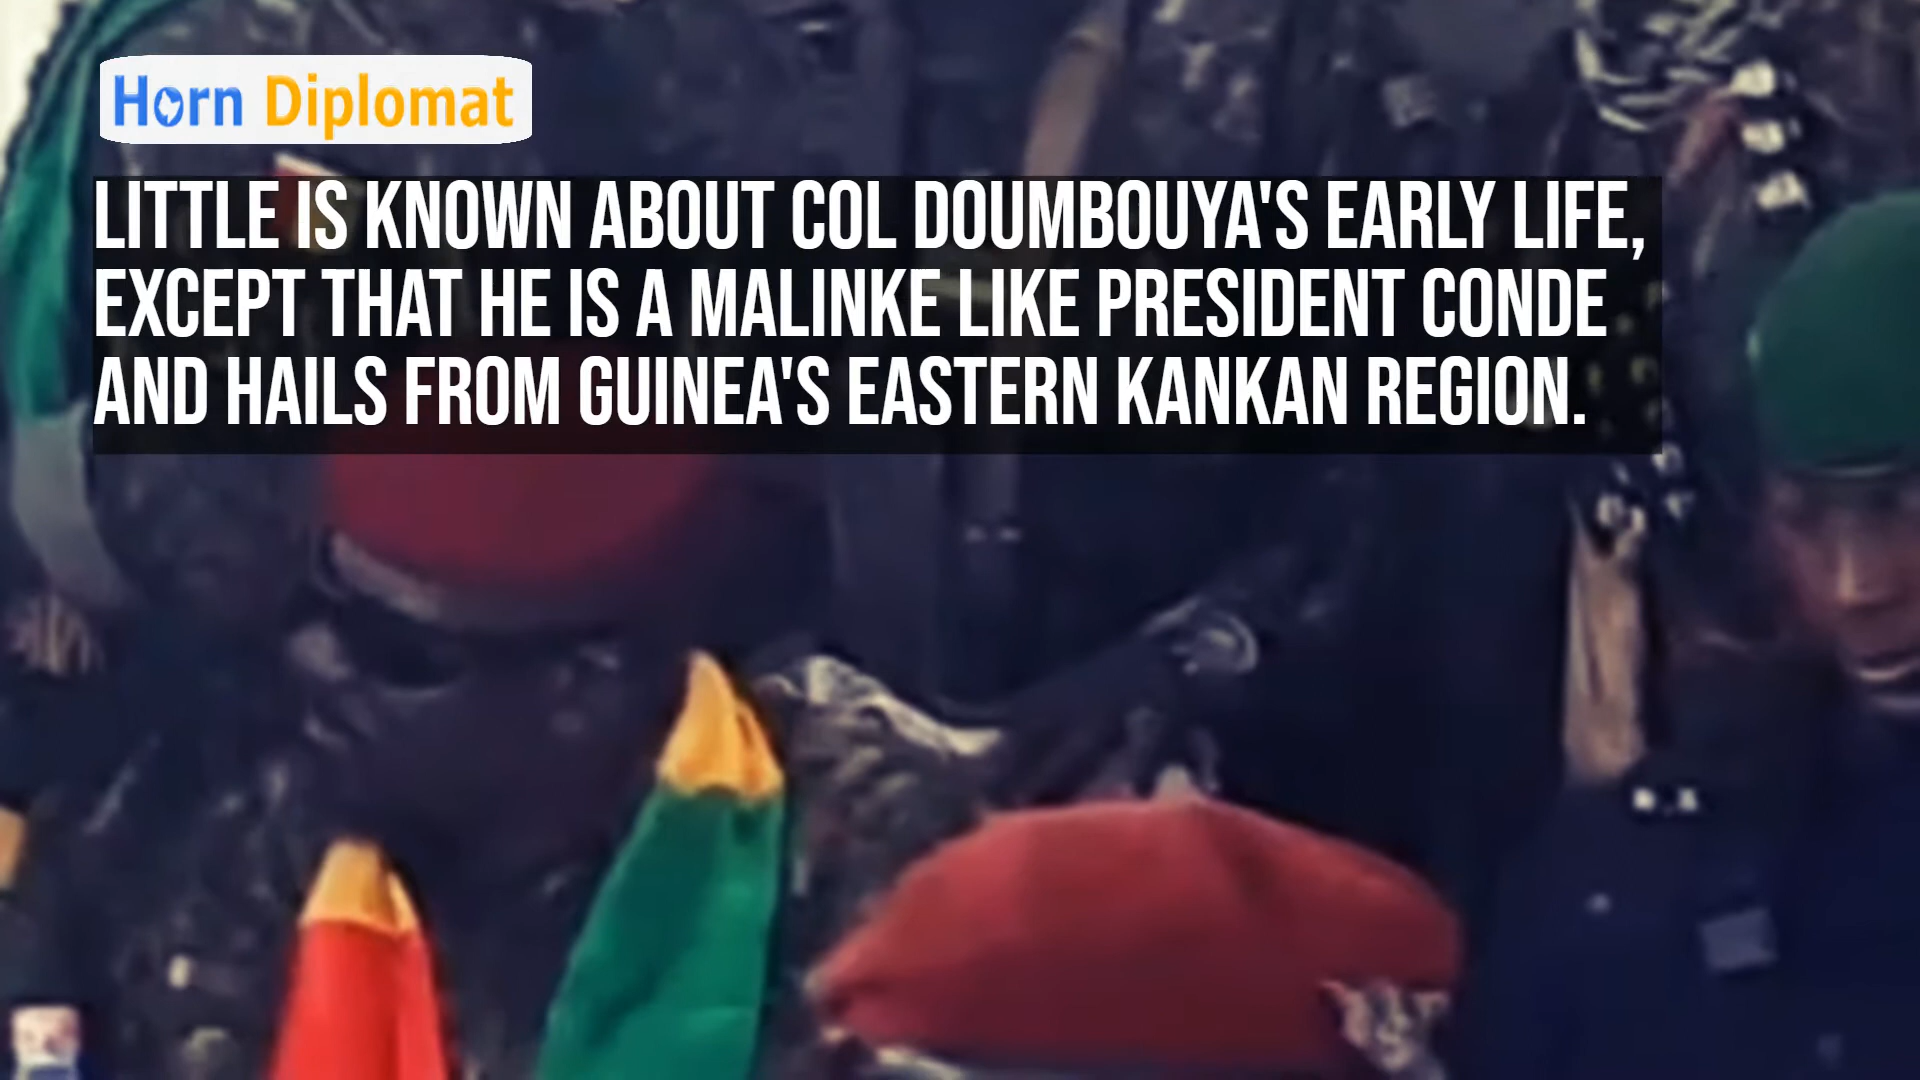 Horn Diplomat
LITTLE IS KNOWN ABOUT COL DOUMBOUYA'S EARLY LIFE,
EXCEPT THAT HE IS A MALINKE LIKE PRESIDENT CONDE
AND HAILS FROM GUINEA'S EASTERN KANKAN REGION.